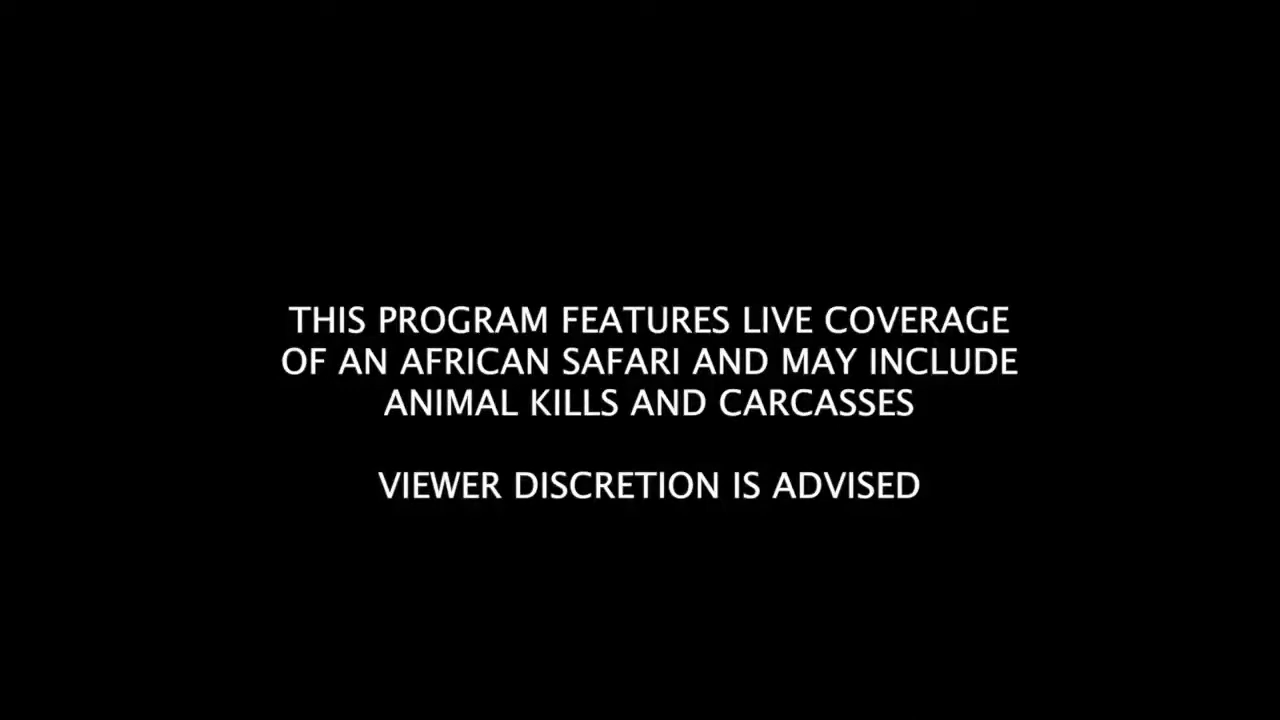 THIS PROGRAM FEATURES LIVE COVERAGE
OF AN AFRICAN SAFARI AND MAY INCLUDE
ANIMAL KILLS AND CARCASSES
VIEWER DISCRETION IS ADVISED